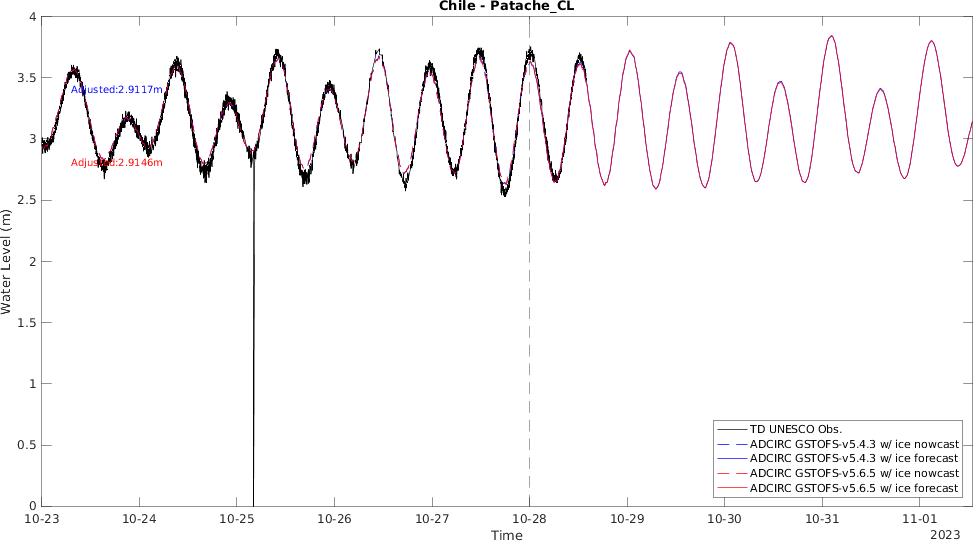 Chile - Patache_CL
4
3.5
3
2.5
2
1.5
1
0.5
0
Water Level (m)
Adjusted:2.9117m
Adjusted:2.9146m
TD UNESCO Obs.
ADCIRC GSTOFS-v5.4.3 w/ ice nowcast
ADCIRC GSTOFS-v5.4.3 w/ ice forecast
ADCIRC GSTOFS-v5.6.5 w/ ice nowcast
ADCIRC GSTOFS-v5.6.5 w/ ice forecast
10-23 10-24 10-25 10-26 10-27 10-28 10-29 10-30 10-31 11-01
Time
2023